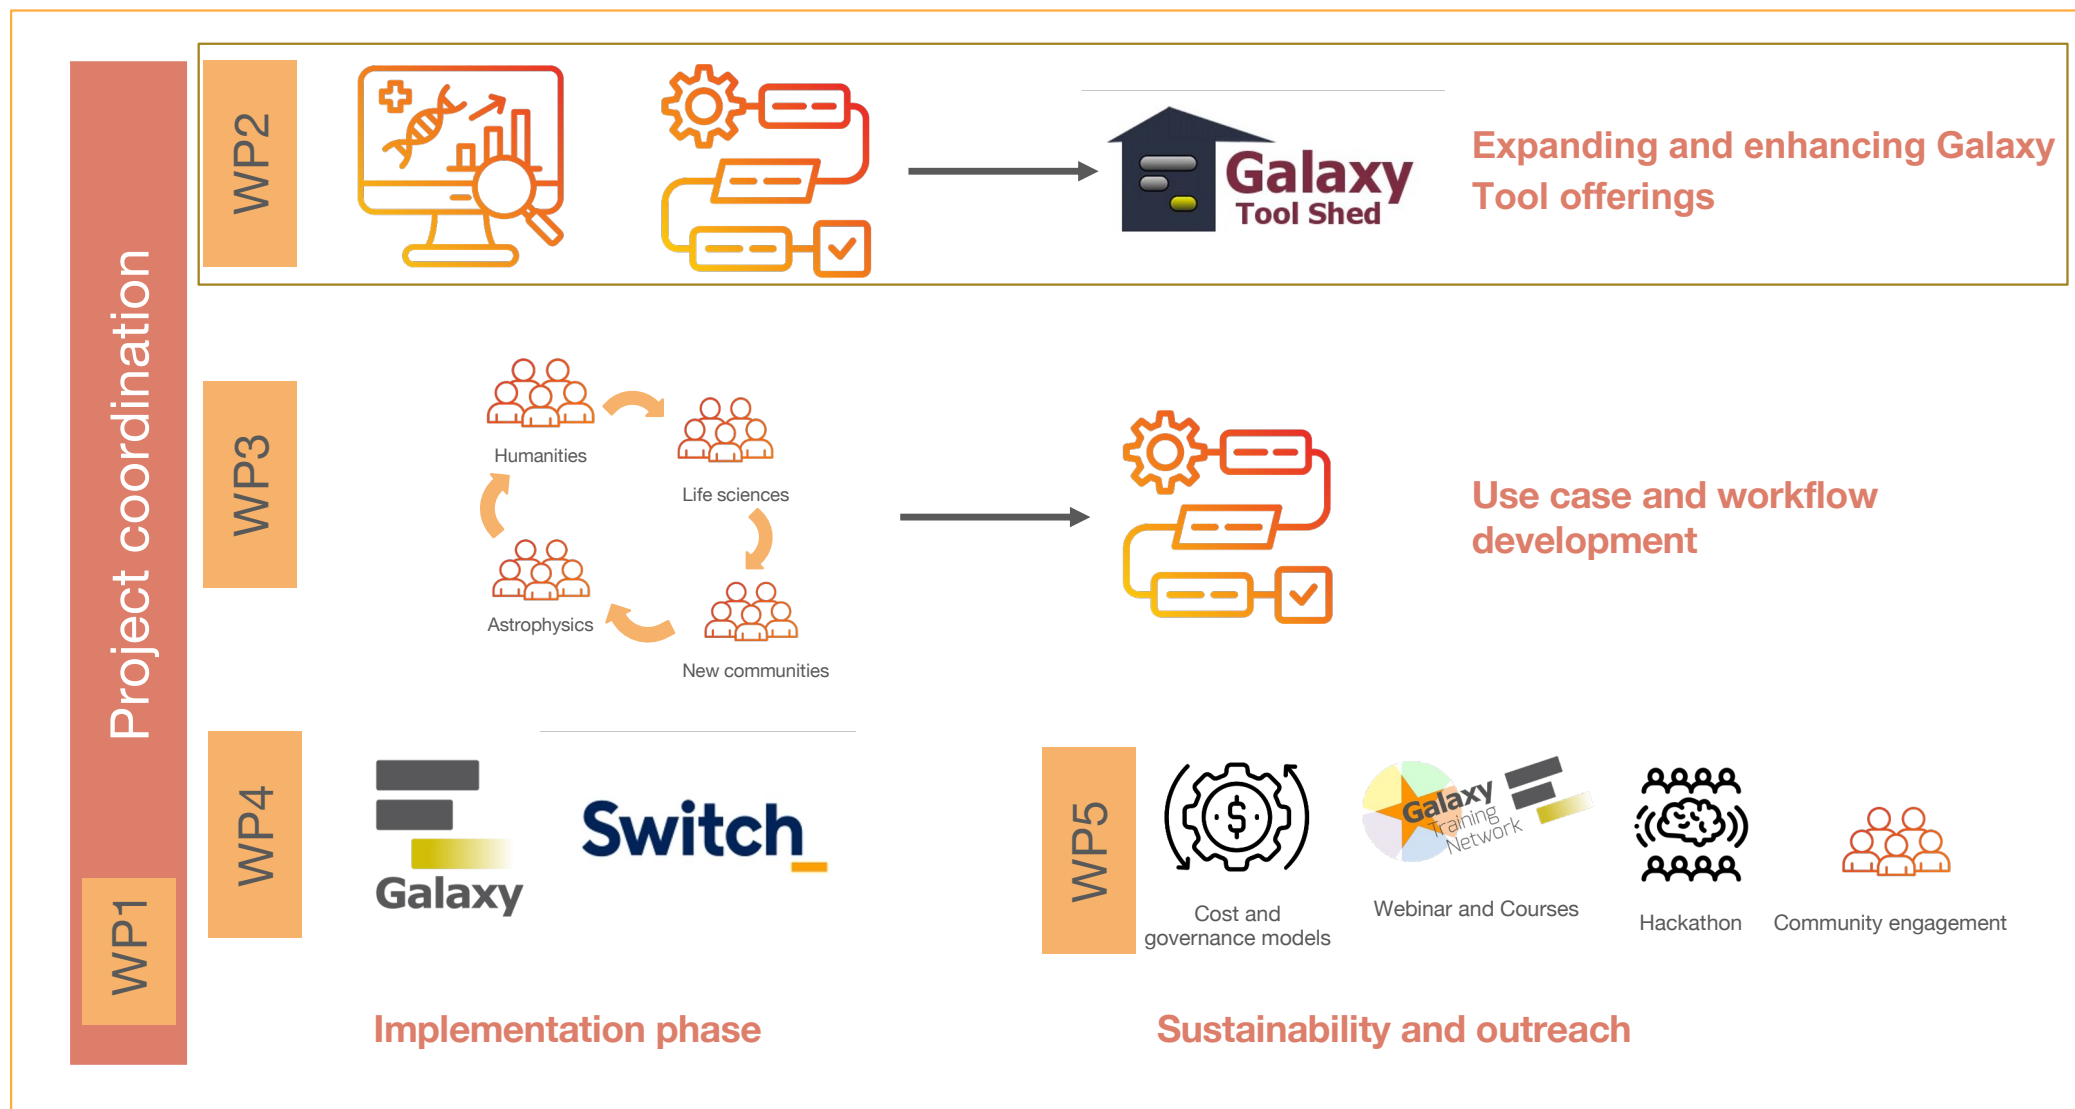 Project coordination
WP1
WP2
Galaxy
Tool Shed
Expanding and enhancing Galaxy
Tool offerings
WP3
Humanities
Life sciences
Astrophysics
New communities
Use case and workflow
development
WP4
Galaxy
Switch_
Implementation phase
WP5
$
Cost and
governance models
Galaxy
Training
Network
Webinar and Courses
Hackathon
Community engagement
Sustainability and outreach